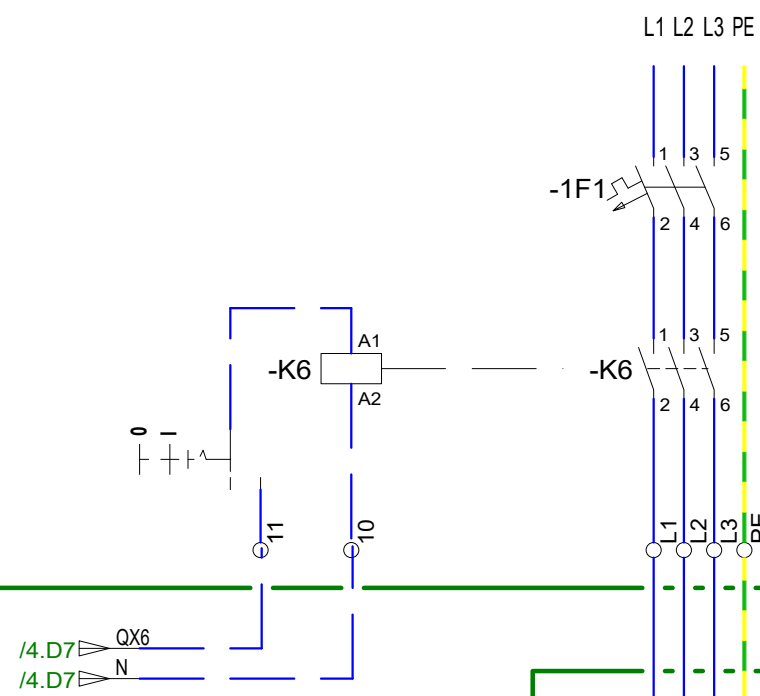 L1 L2 L3 PE
1 3 5
-1F1
2 4 6
A1
-K6
A2
1 3 5
-K6
2 4 6
0 I
11
10
L1
L2
L3
PE
/4.D7 QX6
/4.D7 N